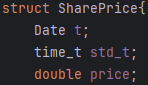 struct SharePrice{
    Date t;
    time_t std_t;
    double price;